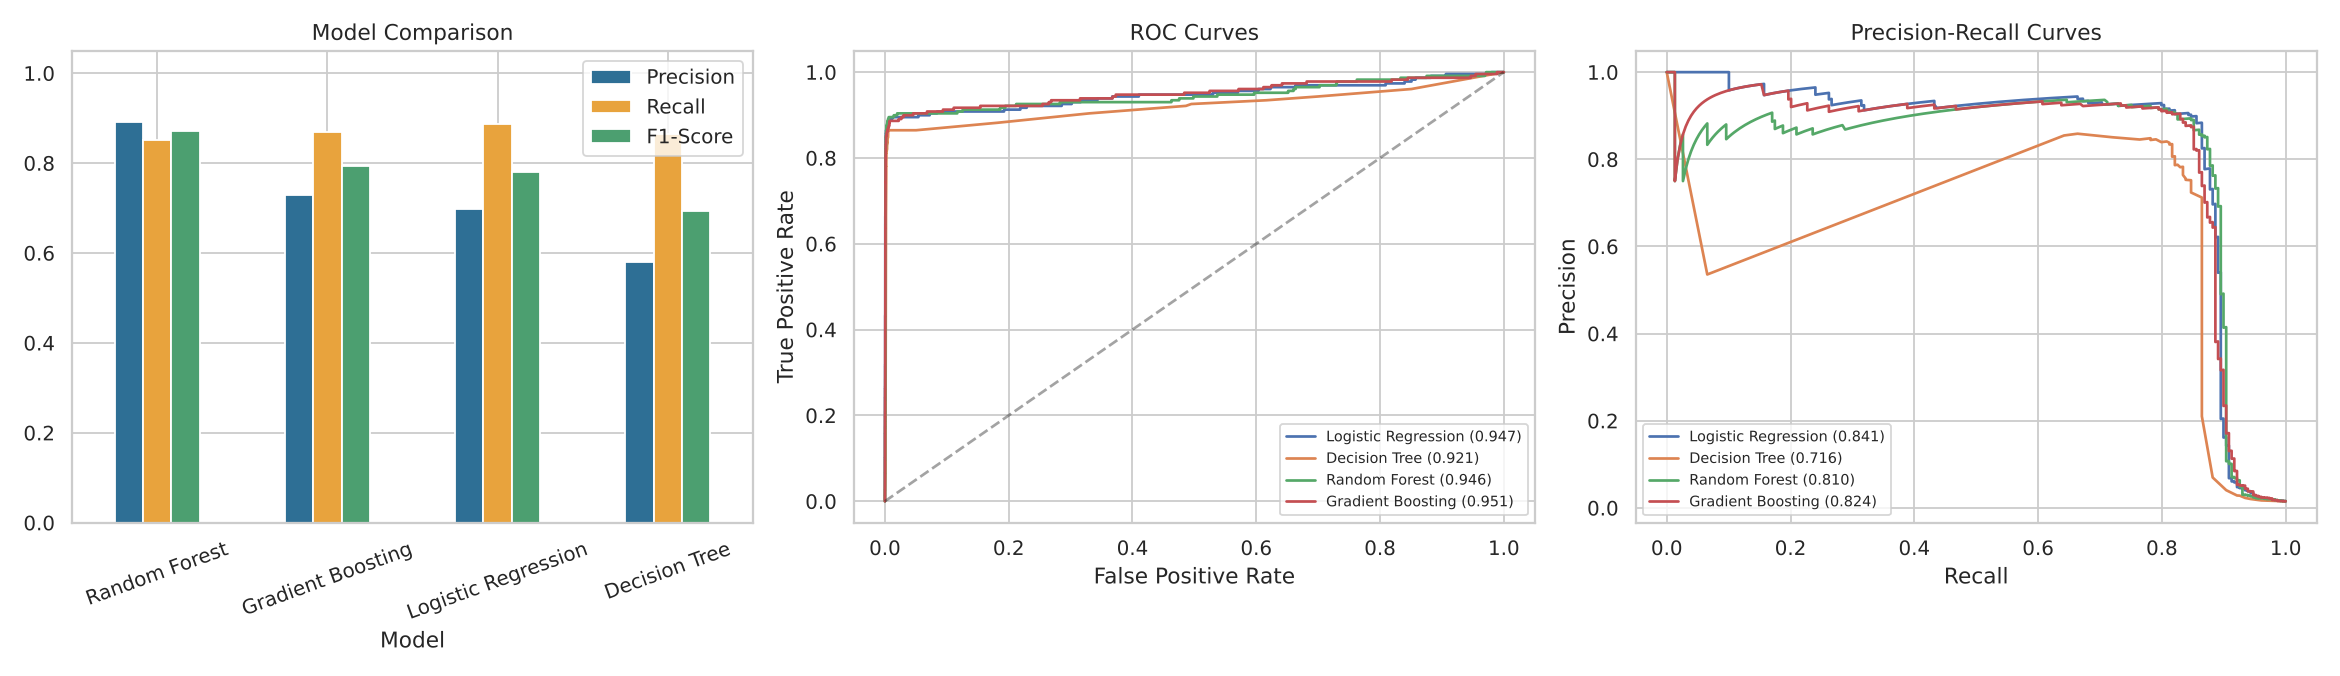 Model Comparison
1.0
0.8
0.6
0.4
0.2
0.0
Precision
Recall
F1-Score
Random Forest
Gradient Boosting
Logistic Regression
Decision Tree
Model
ROC Curves
True Positive Rate
1.0
0.8
0.6
0.4
0.2
0.0
Logistic Regression (0.947)
Decision Tree (0.921)
Random Forest (0.946)
Gradient Boosting (0.951)
0.0 0.2 0.4 0.6 0.8 1.0
False Positive Rate
Precision-Recall Curves
Precision
1.0
0.8
0.6
0.4
0.2
0.0
Logistic Regression (0.841)
Decision Tree (0.716)
Random Forest (0.810)
Gradient Boosting (0.824)
0.0 0.2 0.4 0.6 0.8 1.0
Recall